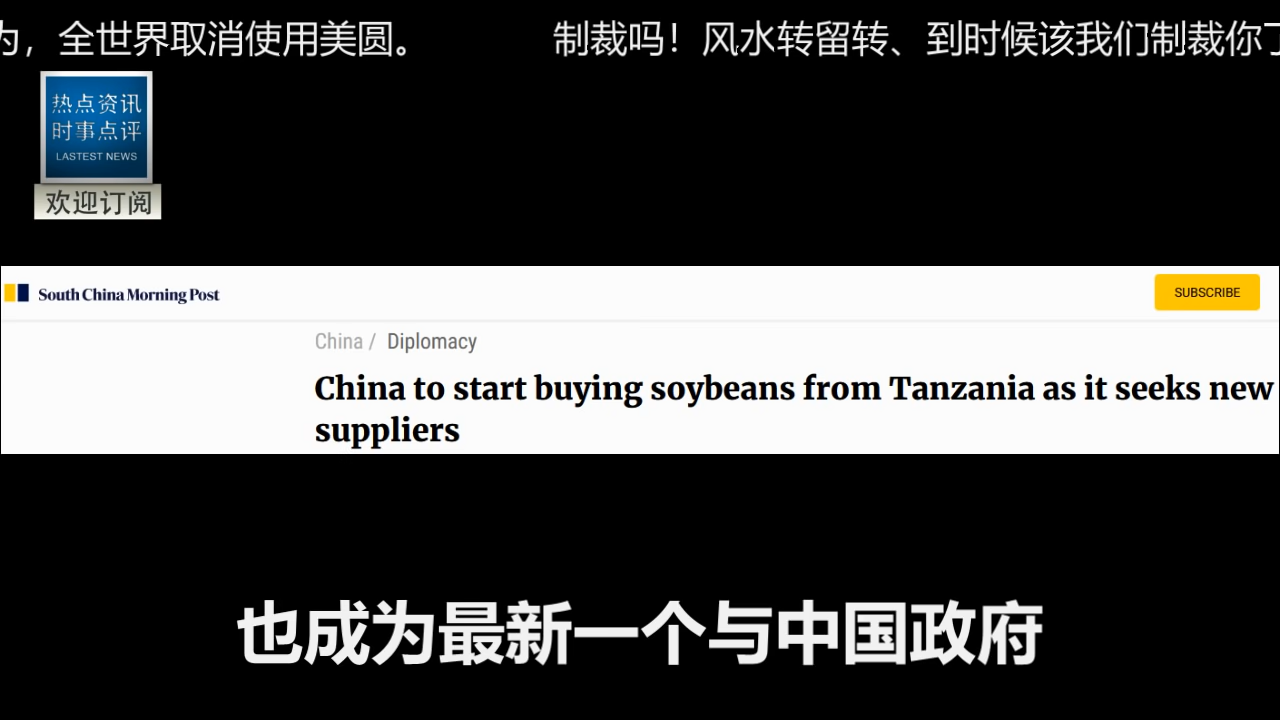 ，全世界取消使用美圆。 制裁吗！风水转留转、到时候该我们制裁你
热点资讯
时事点评
LASTEST NEWS
欢迎订阅
South China Morning Post
SUBSCRIBE
China / Diplomacy
China to start buying soybeans from Tanzania as it seeks new
suppliers
也成为最新一个与中国政府